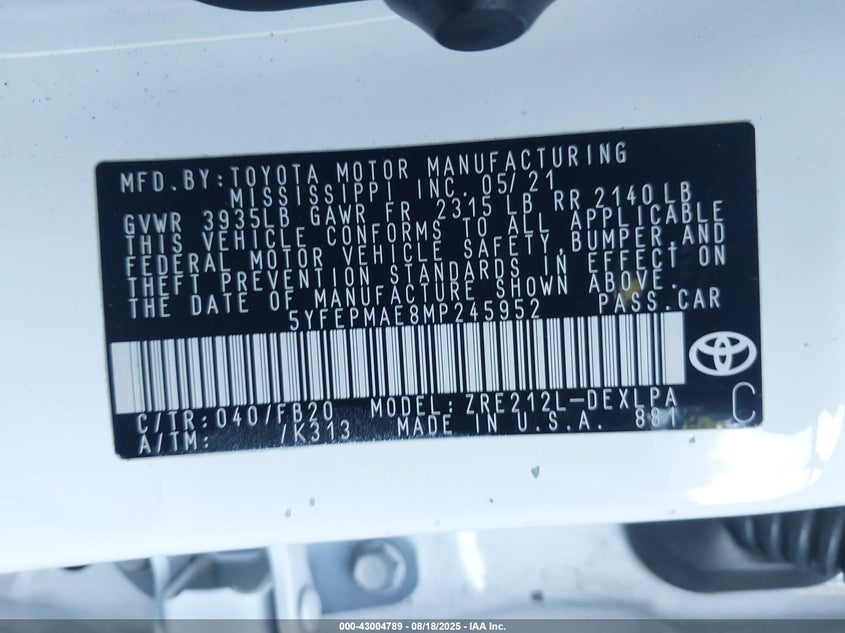 MFD.BY:TOYOTA MOTOR MANUFACTURING
MISSISSIPPI INC. 05/21
GVWR 3935LB GAWR FR 2315 LB RR 2140 LB
THIS VEHICLE CONFORMS TO ALL APPLICABLE
FEDERAL MOTOR VEHICLE SAFETY,BUMPER,AND
THEFT PREVENTION STANDARDS IN EFFECT ON
THE DATE OF MANUFACTURE SHOWN ABOVE.
5YFEPMAE8MP245952 PASS.CAR
C/TR:040/FB20 MODEL:ZRE212L-DEXLPA
A/TM: /K313 MADE IN U.S.A. 881
C
000-43004789 - 08/18/2025 - IAA Inc.